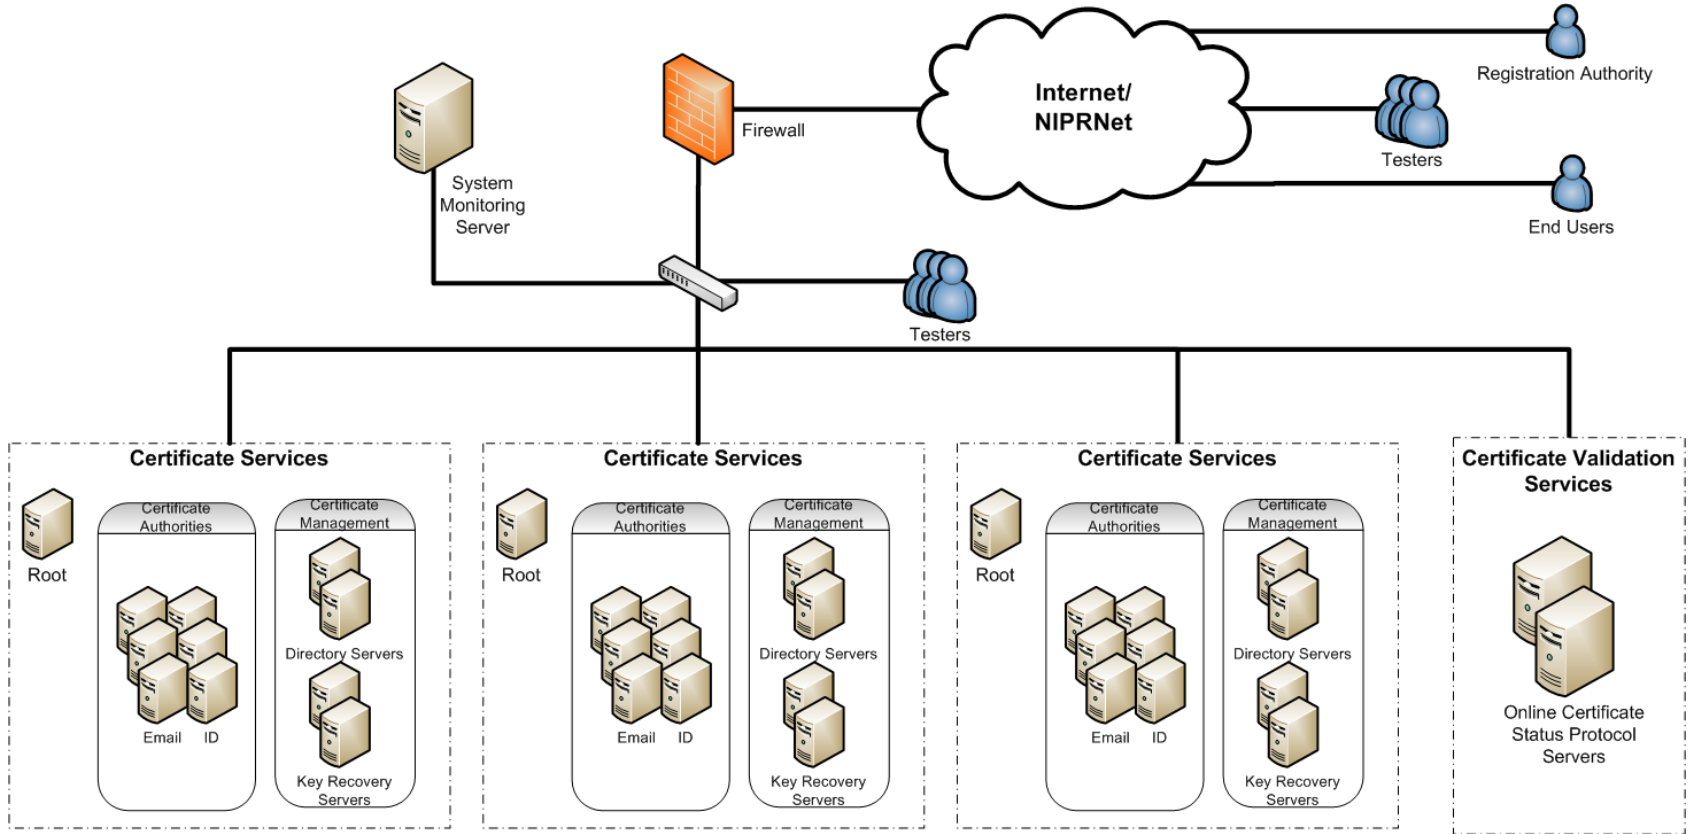 Internet/
NIPRNet
Registration Authority
Testers
End Users
Firewall
System
Monitoring
Server
Testers
Certificate Services
Root
Certificate
Authorities
Email ID
Certificate
Management
Directory Servers
Key Recovery
Servers
Certificate Services
Root
Certificate
Authorities
Email ID
Certificate
Management
Directory Servers
Key Recovery
Servers
Certificate Services
Root
Certificate
Authorities
Email ID
Certificate
Management
Directory Servers
Key Recovery
Servers
Certificate Validation
Services
Online Certificate
Status Protocol
Servers